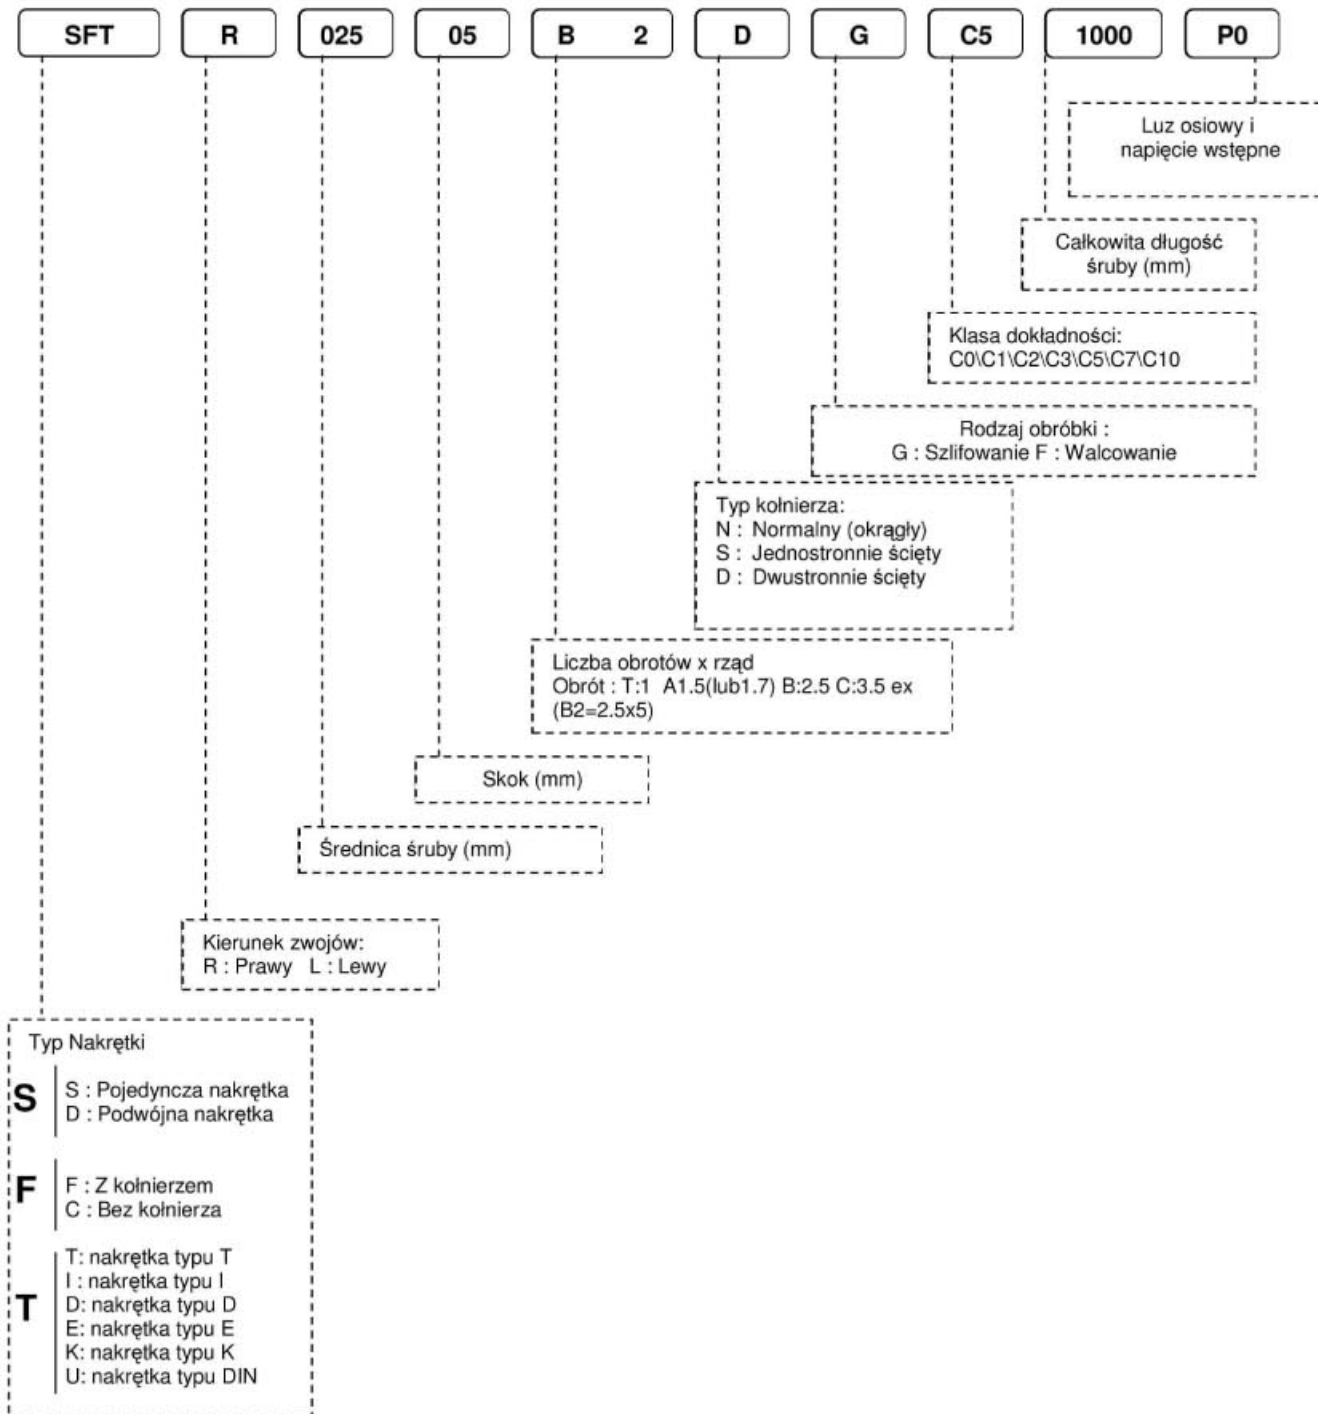 SFT R 025 05 B 2 D G C5 1000 P0
Luz osiowy i
napięcie wstępne
Całkowita długość
śruby (mm)
Klasa dokładności:
C0\C1\C2\C3\C5\C7\C10
Rodzaj obróbki :
G : Szlifowanie F : Walcowanie
Typ kołnierza:
N : Normalny (okrągły)
S : Jednostronnie ścięty
D : Dwustronnie ścięty
Liczba obrotów x rząd
Obrót : T:1 A1.5(lub1.7) B:2.5 C:3.5 ex
(B2=2.5x5)
Skok (mm)
Średnica śruby (mm)
Kierunek zwojów:
R : Prawy L : Lewy
Typ Nakrętki
S
S : Pojedyncza nakrętka
D : Podwójna nakrętka
F
F : Z kołnierzem
C : Bez kołnierza
T
T: nakrętka typu T
I : nakrętka typu I
D: nakrętka typu D
E: nakrętka typu E
K: nakrętka typu K
U: nakrętka typu DIN